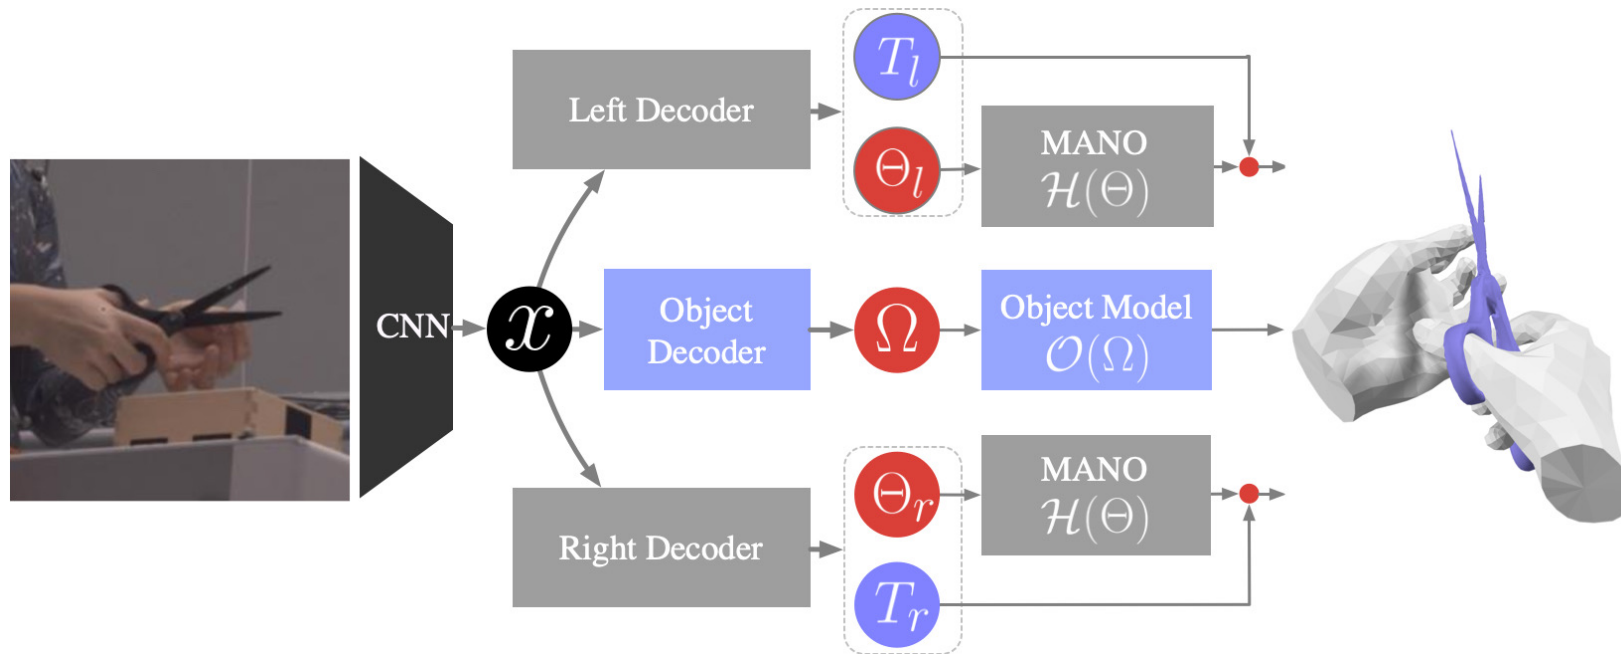 T_l
Left Decoder
Θ_l
MANO
ℋ(Θ)
CNN
x
Object
Decoder
Ω
Object Model
𝒪(Ω)
Θ_r
MANO
ℋ(Θ)
Right Decoder
T_r